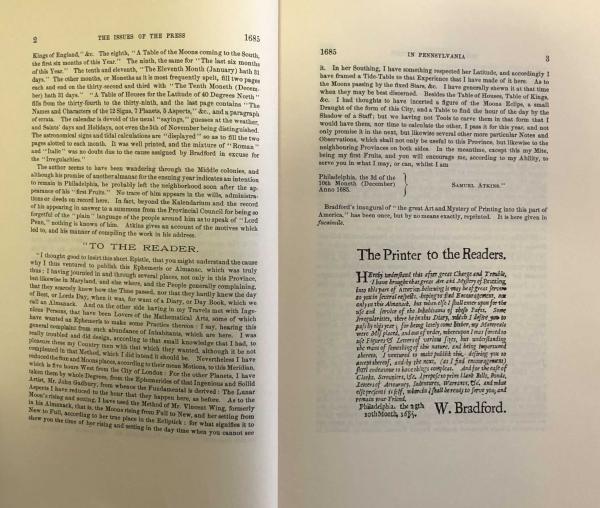 2 THE ISSUES OF THE PRESS 1685
Kings of England," &c. The eighth, "A Table of the Moons coming to the South,
the first six months of this Year." The ninth, the same for "The last six months
of this Year." The tenth and eleventh, "The Eleventh Month (January) hath 31
days." The other months, or Moneths as it is most frequently spelt, fill two pages
each and end on the thirty-second and third with "The Tenth Moneth (Decem-
ber) hath 31 days." "A Table of Houses for the Latitude of 40 Degrees North"
fills from the thirty-fourth to the thirty-ninth, and the last page contains "The
Names and Characters of the 12 Signs, 7 Planets, 5 Aspects," &c., and a paragraph
of errata. The calendar is devoid of the usual "sayings," guesses at the weather,
and Saints' days and Holidays, not even the 5th of November being distinguished.
The astronomical signs and tidal calculations are "displayed" so as to fill the two
pages allotted to each month. It was well printed, and the mixture of "Roman"
and "Italic" was no doubt due to the cause assigned by Bradford in excuse for
the "Irregularities."
The author seems to have been wandering through the Middle colonies, and
although his promise of another almanac for the ensuing year indicates an intention
to remain in Philadelphia, he probably left the neighborhood soon after the ap-
pearance of his "first Fruits." No trace of him appears in the wills, administra-
tions or deeds on record here. In fact, beyond the Kalendarium and the record
of his appearing in answer to a summons from the Provincial Council for being so
forgetful of the "plain" language of the people around him as to speak of "Lord
Penn," nothing is known of him. Atkins gives an account of the motives which
led to, and his manner of compiling the work in his address.
"TO THE READER.
"I thought good to insist this short Epistle, that you might understand the cause
why I thus ventured to publish this Ephemeris or Almanic, which was truly
thus: I having journied in and through several places, not only in this Province,
but likewise in Maryland, and else where, and the People generally complaining,
that they scarcely knew how the Time passed, nor that they hardly knew the day
of Rest, or Lords Day, when it was, for want of a Diary, or Day Book, which we
call an Almanack. And on the other side having in my Travels met with Inge-
nious Persons, that have been Lovers of the Mathematical Arts, some of which
have wanted an Ephemeris to make some Practice thereon: I say, hearing this
general complaint from such abundance of Inhabitants, which are here. I was
really troubled and did design, according to that small knowledge that I had, to
pleasure these my Country men with that which they wanted, although it be not
compleated in that Method, which I did intend it should be. Nevertheless I have
reduced the Sun and Moons place, according to their mean Motions, to this Meridian,
which is five hours West from the City of London: For the other Planets, I have
taken them by whole Degrees, from the Ephemerides of that Ingenious and Sollid
Artist, Mr. John Gadbury, from whence the Fundamental is derived: The Lunar
Aspects I have reduced to the hour that they happen here, as before. As to the
Moon's rising and setting, I have used the Method of Mr. Vincent Wing, formerly
in his Almanack, that is, the Moons rising from Full to New, and her setting from
New to Full, according to her true place in the Ecliptick: for what signifies it to
shew you the time of her rising and setting in the day time when you cannot see
1685 IN PENNSYLVANIA 3
it. In her Southing, I have something respected her Latitude, and accordingly I
have framed a Tide-Table to that Experience that I have made of it here. As to
the Moons passing by the fixed Stars, &c. I have generally shewn it at that time
when they may be best discerned. Besides the Table of Houses, Table of Kings,
&c. I had thoughts to have incerted a figure of the Moons Eclips, a small
Draught of the form of this City, and a Table to find the hour of the day by the
Shadow of a Staff; but we having not Tools to carve them in that form that I
would have them, nor time to calculate the other, I pass it for this year, and not
only promise it in the next, but likewise several other more particular Notes and
Observations, which shall not only be useful to this Province, but likewise to the
neighbouring Provinces on both sides. In the meantime, except this my Mite,
being my first Fruits, and you will encourage me, according to my Ability, to
serve you in what I may, or can, whilst I am
Philadelphia, the 3d of the
10th Moneth (December) SAMUEL ATKINS."
Anno 1685.
Bradford's inaugural of "the great Art and Mystery of Printing into this part of
America," has been once, but by no means exactly, reprinted. It is here given in
facsimile.
The Printer to the Readers.
Hereby understand that after great Charge and Trouble,
I have brought that great Art and Mystery of Printing
into this part of America believing it may be of great Service
to you in several respects, hoping to find Encouragement, not
only in this Almanack, but what else I shall enter upon for the
use and Service of the Inhabitants of these Parts. Some
Irregularities, there be in this Diary, which I desire you to
pass by this year; for being lately come hither, my Materials
were Misplaced, and out of order, whereupon I was forced to
use Figures & Letters of various sizes, but understanding
the want of something of this nature, and being importuned
thereto, I ventured to make publick this, desiring you to
accept thereof, and by the next, (as I find encouragement)
shall endeavour to have things compleat. And for the ease of
Clarks, Scriveniers, &c. I propose to print blank Bills, Bonds,
Letters of Attourney, Indentures, Warrants, &c. and what
else presents it self, wherein I shall be ready to serve you; and
remain your Friend,
Philadelphia, the 28th W. Bradford.
10th Month, 1685.